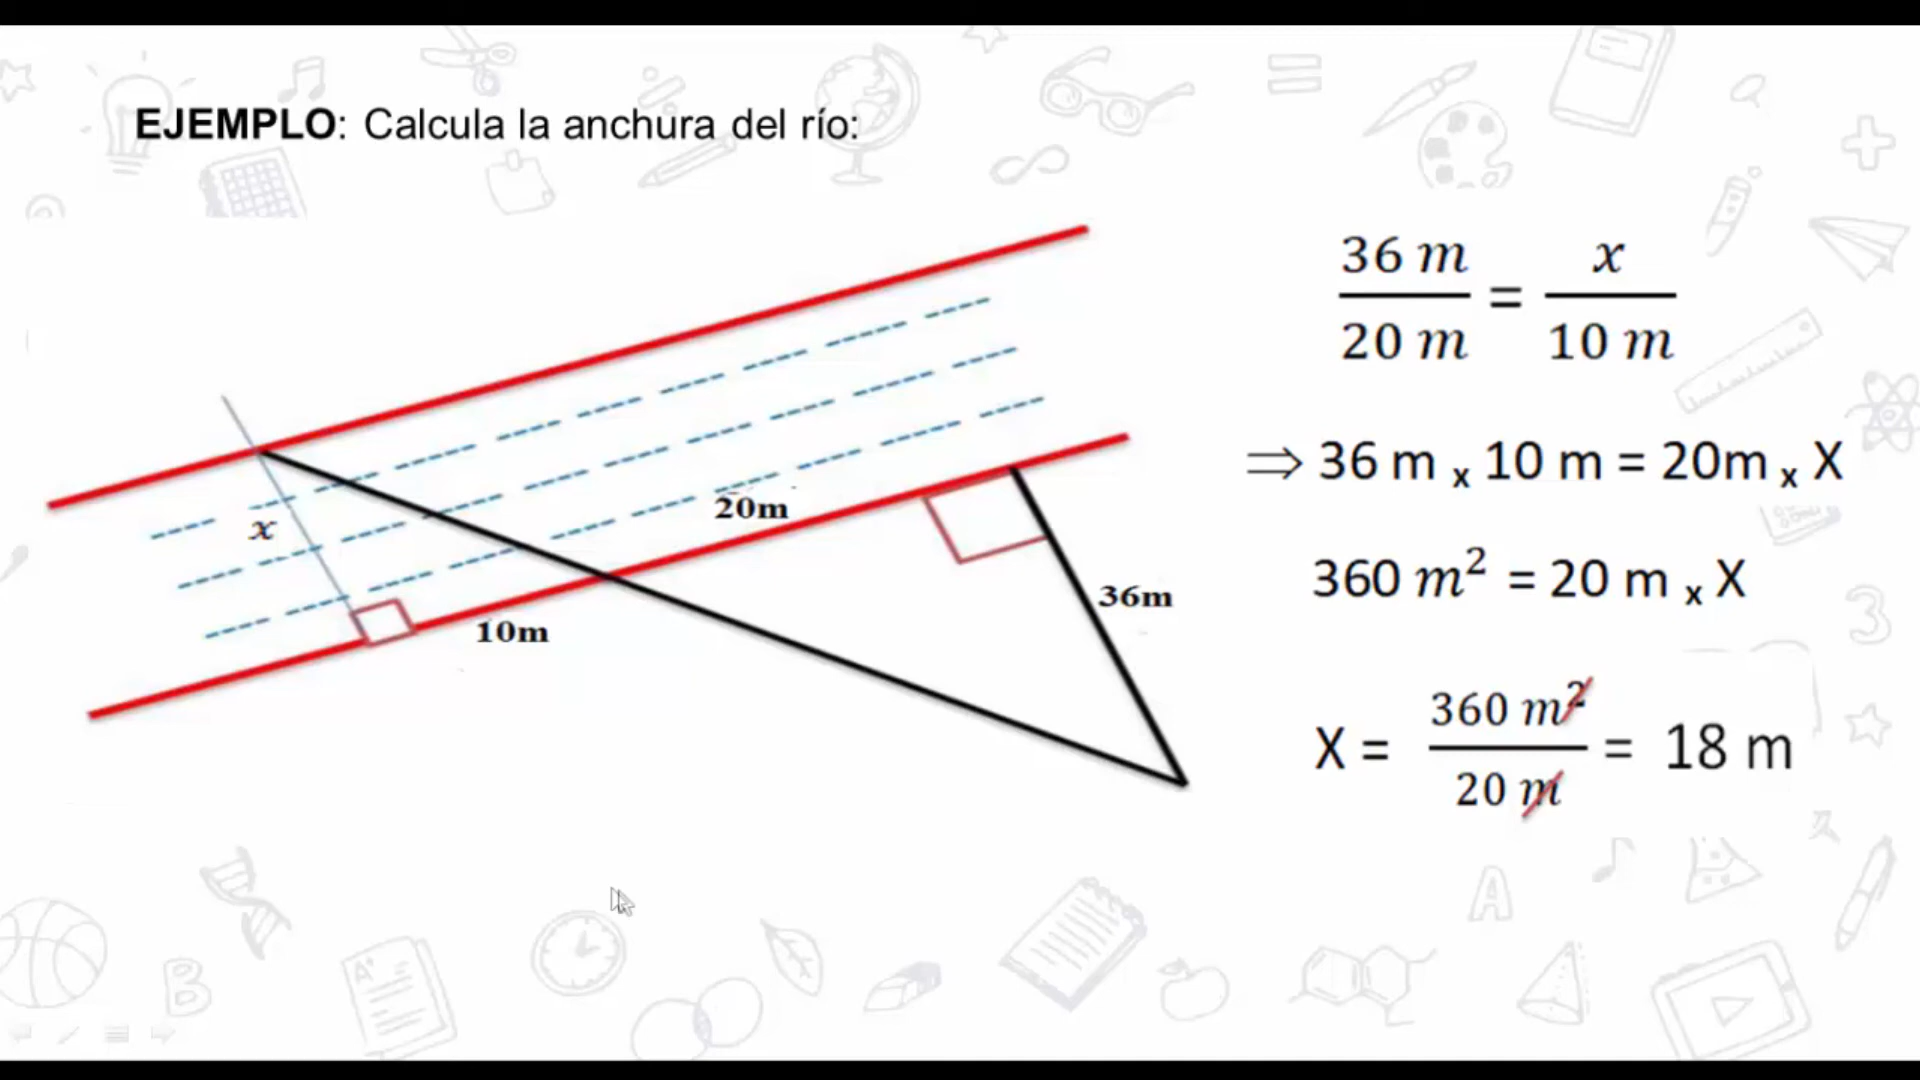 EJEMPLO: Calcula la anchura del río:
x
20m
10m
36m
36 m / 20 m = x / 10 m
⇒ 36 m x 10 m = 20m x X
360 m² = 20 m x X
X = 360 m² / 20 m = 18 m